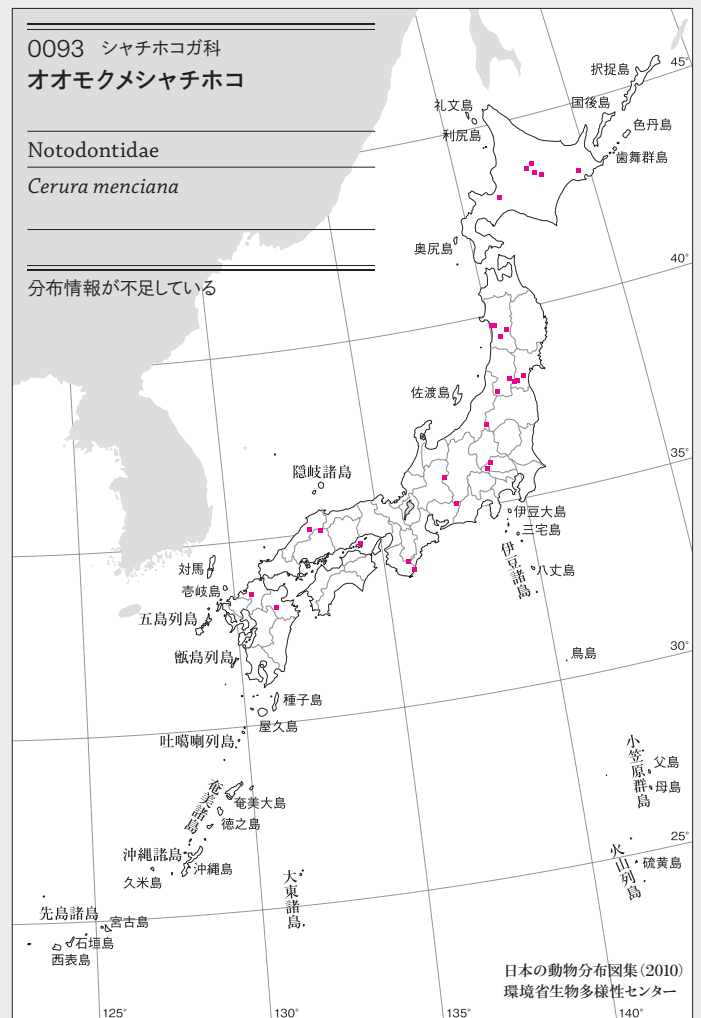 0093 シャチホコガ科
オオモクメシャチホコ
Notodontidae
Cerura menciana
分布情報が不足している
択捉島
45°
国後島
礼文島
色丹島
利尻島
歯舞群島
奥尻島
40°
佐渡島
35°
隠岐諸島
伊豆大島
三宅島
伊豆諸島
八丈島
対馬
壱岐島
五島列島
甑島列島
鳥島
30°
種子島
屋久島
吐噶喇列島
小笠原群島
父島
母島
奄美諸島
奄美大島
徳之島
25°
沖縄諸島
沖縄島
久米島
火山列島
硫黄島
大東諸島
先島諸島
宮古島
石垣島
西表島
日本の動物分布図集(2010)
環境省生物多様性センター
125°
130°
135°
140°